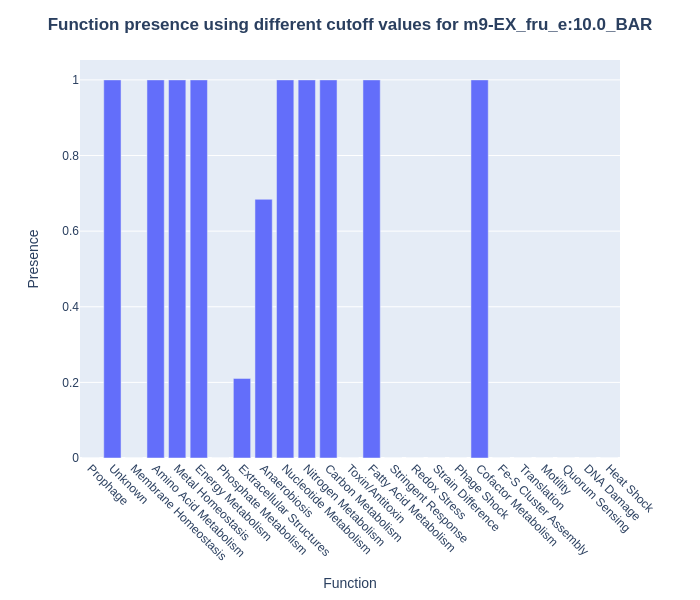 Function presence using different cutoff values for m9-EX_fru_e:10.0_BAR
1
0.8
0.6
0.4
0.2
0
Presence
Prophage
Unknown
Membrane Homeostasis
Amino Acid Metabolism
Metal Homeostasis
Energy Metabolism
Phosphate Metabolism
Extracellular Structures
Anaerobiosis
Nucleotide Metabolism
Nitrogen Metabolism
Carbon Metabolism
Toxin/Antitoxin
Fatty Acid Metabolism
Stringent Response
Redox Stress
Strain Difference
Phage Shock
Cofactor Metabolism
Fe-S Cluster Assembly
Translation
Motility
Quorum Sensing
DNA Damage
Heat Shock
Function